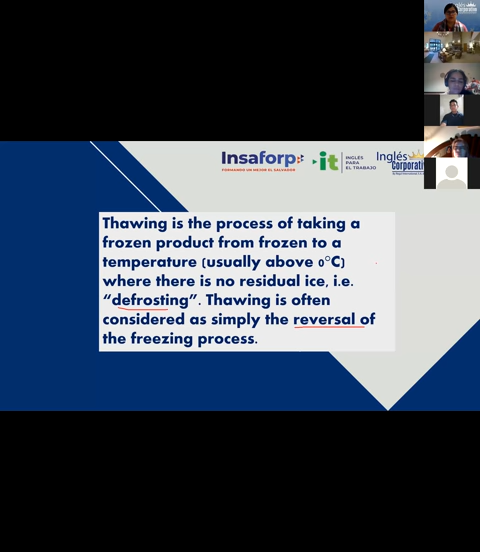 Insaforp
FORMANDO UN MEJOR EL SALVADOR
it
INGLÉS
PARA
EL TRABAJO
Inglés
Corporativo
Thawing is the process of taking a
frozen product from frozen to a
temperature (usually above 0°C)
where there is no residual ice, i.e.
“defrosting”. Thawing is often
considered as simply the reversal of
the freezing process.